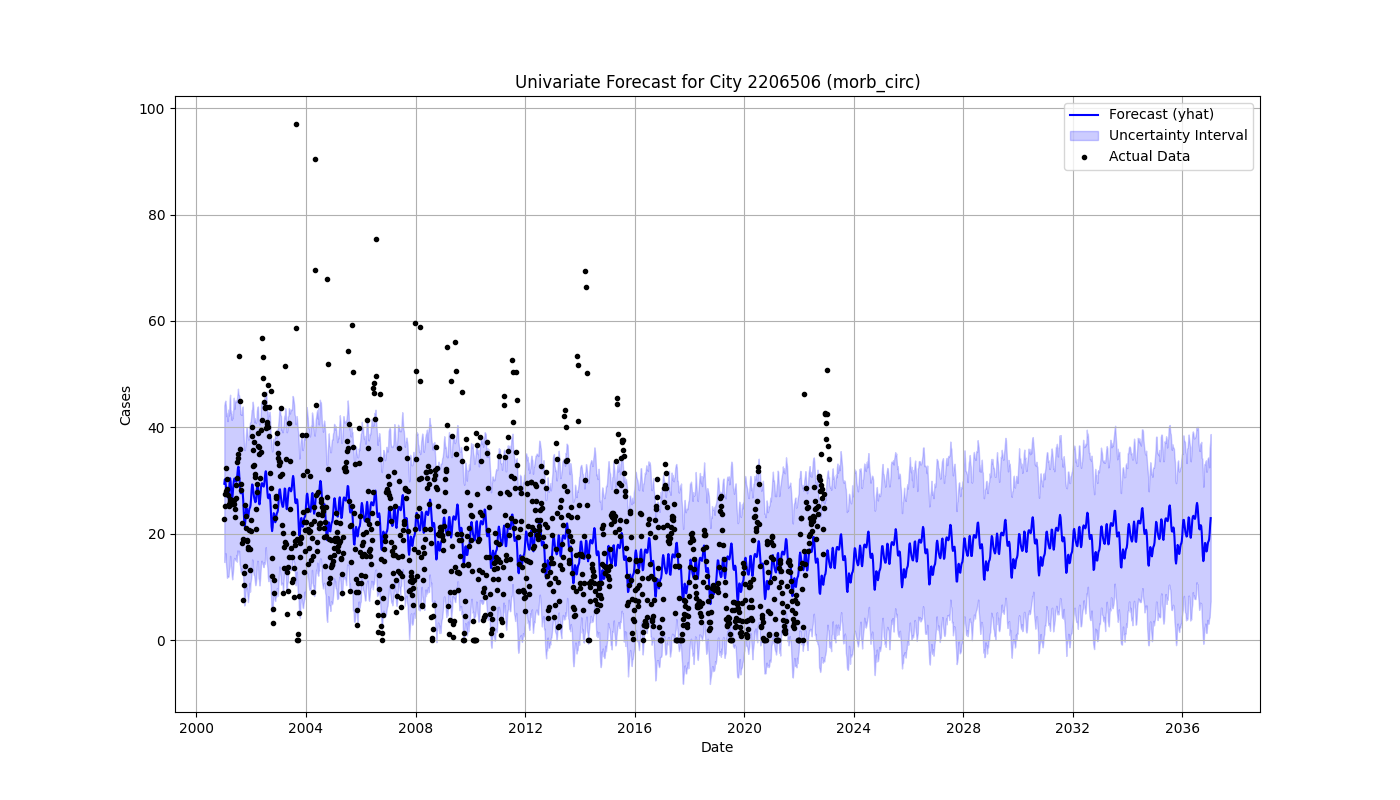 Univariate Forecast for City 2206506 (morb_circ)
100
80
60
40
20
0
Cases
Forecast (yhat)
Uncertainty Interval
Actual Data
2000 2004 2008 2012 2016 2020 2024 2028 2032 2036
Date